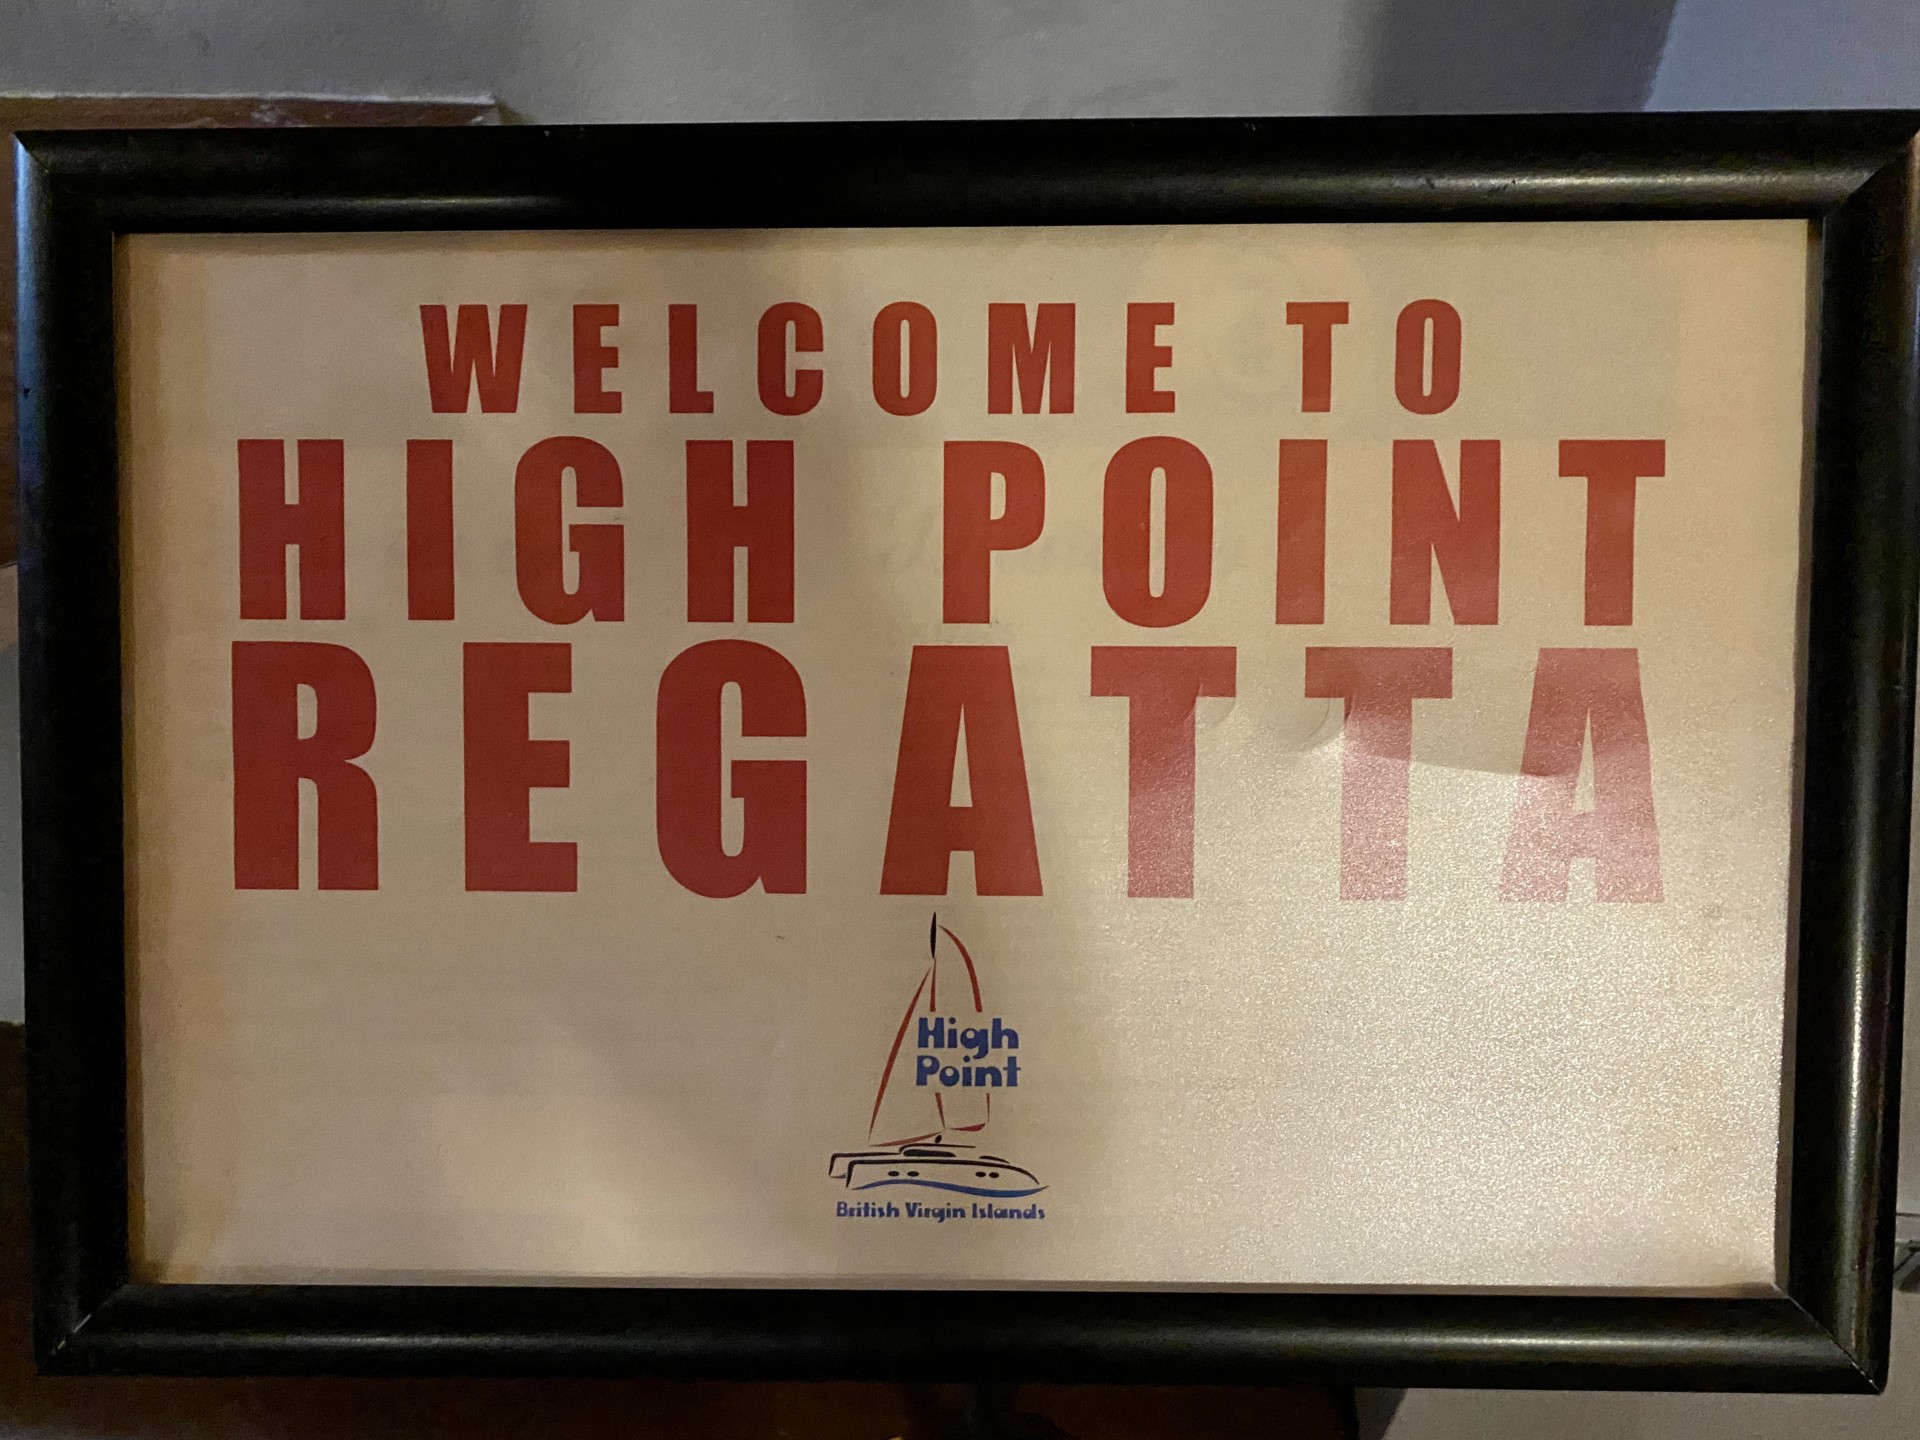 WELCOME TO
HIGH POINT
REGATTA
High
Point
British Virgin Islands